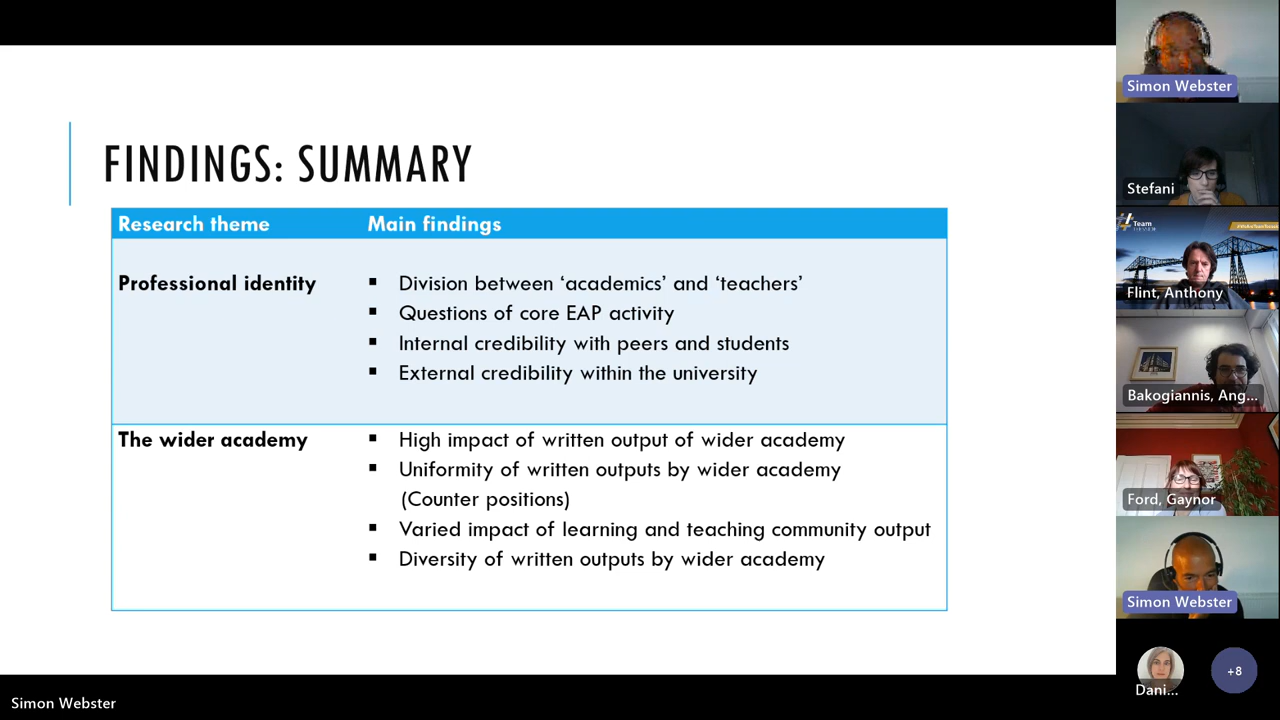 FINDINGS: SUMMARY
Research theme Main findings
Professional identity ▪ Division between ‘academics’ and ‘teachers’
▪ Questions of core EAP activity
▪ Internal credibility with peers and students
▪ External credibility within the university
The wider academy ▪ High impact of written output of wider academy
▪ Uniformity of written outputs by wider academy
(Counter positions)
▪ Varied impact of learning and teaching community output
▪ Diversity of written outputs by wider academy
Simon Webster
Simon Webster
Stefani
Team
Flint, Anthony
Bakogiannis, Ang...
Ford, Gaynor
Simon Webster
Dani...
+8